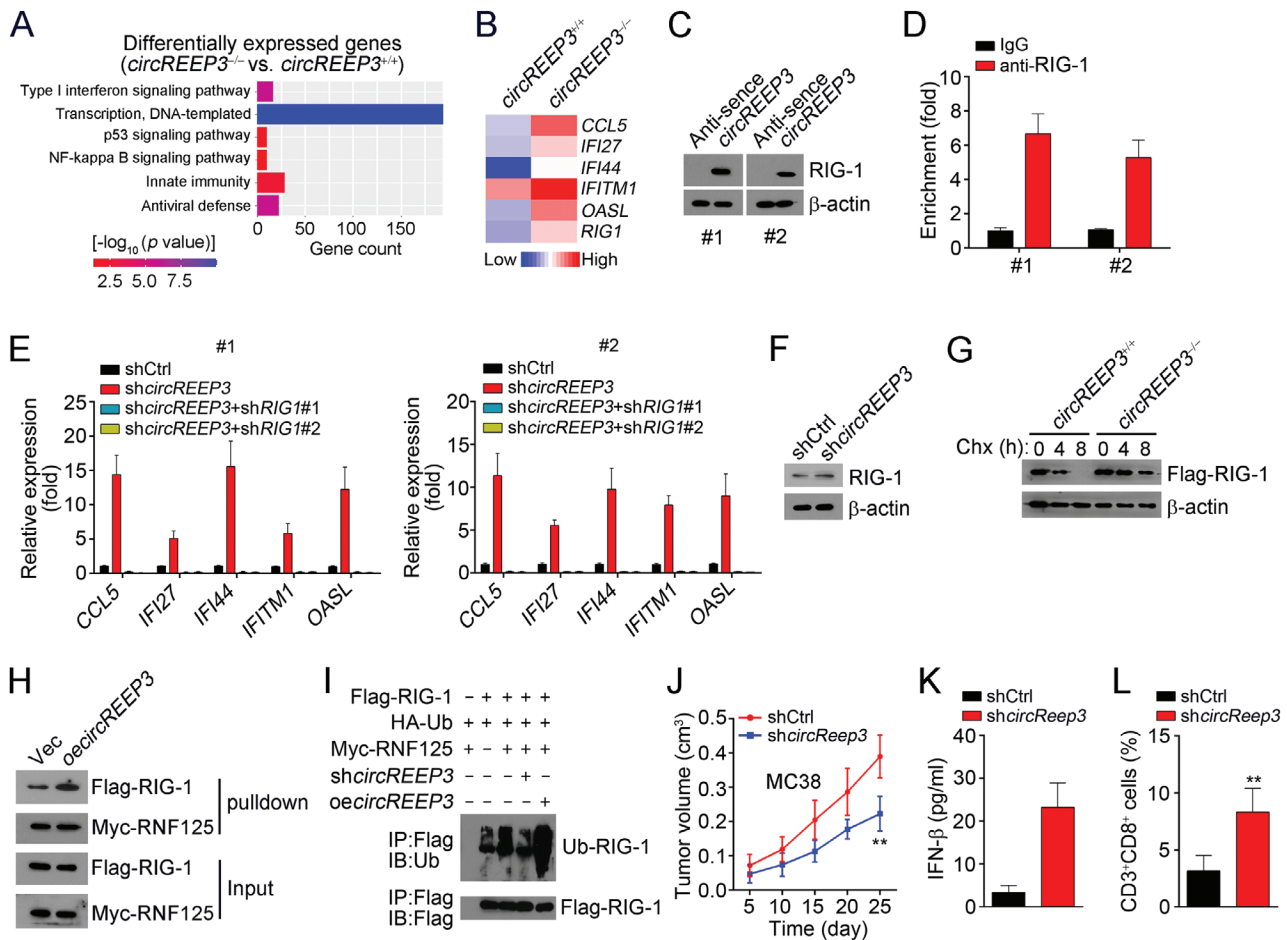 A
Differentially expressed genes
(circREEP3–/– vs. circREEP3+/+)
Type I interferon signaling pathway
Transcription, DNA-templated
p53 signaling pathway
NF-kappa B signaling pathway
Innate immunity
Antiviral defense
0 50 100 150
Gene count
[-log10 (p value)]
2.5 5.0 7.5
B
circREEP3+/+
circREEP3–/–
CCL5
IFI27
IFI44
IFITM1
OASL
RIG1
Low High
C
Anti-sence
circREEP3
Anti-sence
circREEP3
RIG-1
β-actin
#1 #2
D
IgG
anti-RIG-1
Enrichment (fold)
10
8
6
4
2
0
#1 #2
E
#1
shCtrl
shcircREEP3
shcircREEP3+shRIG1#1
shcircREEP3+shRIG1#2
Relative expression
(fold)
25
20
15
10
5
0
CCL5 IFI27 IFI44 IFITM1 OASL
#2
shCtrl
shcircREEP3
shcircREEP3+shRIG1#1
shcircREEP3+shRIG1#2
Relative expression
(fold)
20
15
10
5
0
CCL5 IFI27 IFI44 IFITM1 OASL
F
shCtrl
shcircREEP3
RIG-1
β-actin
G
circREEP3+/+
circREEP3–/–
Chx (h): 0 4 8 0 4 8
Flag-RIG-1
β-actin
H
Vec
oecircREEP3
Flag-RIG-1
Myc-RNF125
pulldown
Flag-RIG-1
Myc-RNF125
Input
I
Flag-RIG-1 - + + + +
HA-Ub + + + + +
Myc-RNF125 + - + + +
shcircREEP3 +
oecircREEP3 +
IP:Flag
IB:Ub
Ub-RIG-1
IP:Flag
IB:Flag
Flag-RIG-1
J
shCtrl
shcircReep3
MC38
Tumor volume (cm3)
0.5
0.4
0.3
0.2
0.1
0.0
**
5 10 15 20 25
Time (day)
K
shCtrl
shcircReep3
IFN-β (pg/ml)
40
30
20
10
0
L
shCtrl
shcircReep3
CD3+CD8+ cells (%)
15
10
5
0
**